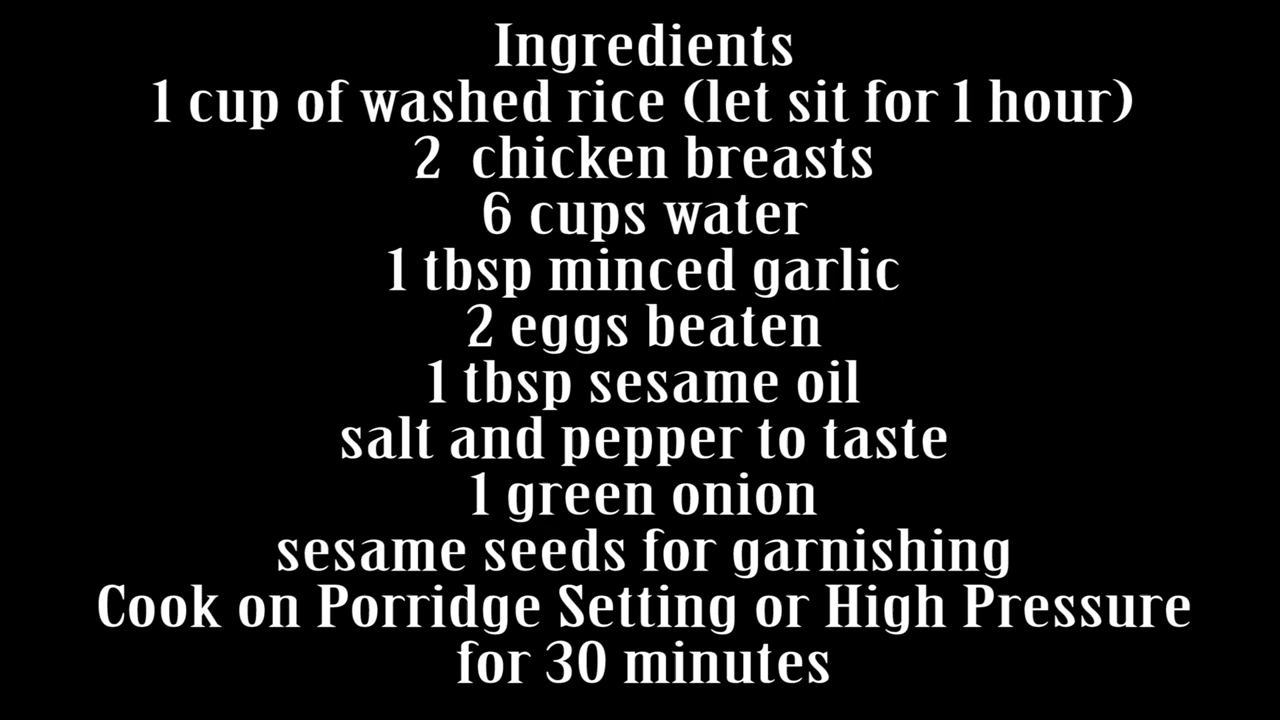 Ingredients
1 cup of washed rice (let sit for 1 hour)
2 chicken breasts
6 cups water
1 tbsp minced garlic
2 eggs beaten
1 tbsp sesame oil
salt and pepper to taste
1 green onion
sesame seeds for garnishing
Cook on Porridge Setting or High Pressure
for 30 minutes